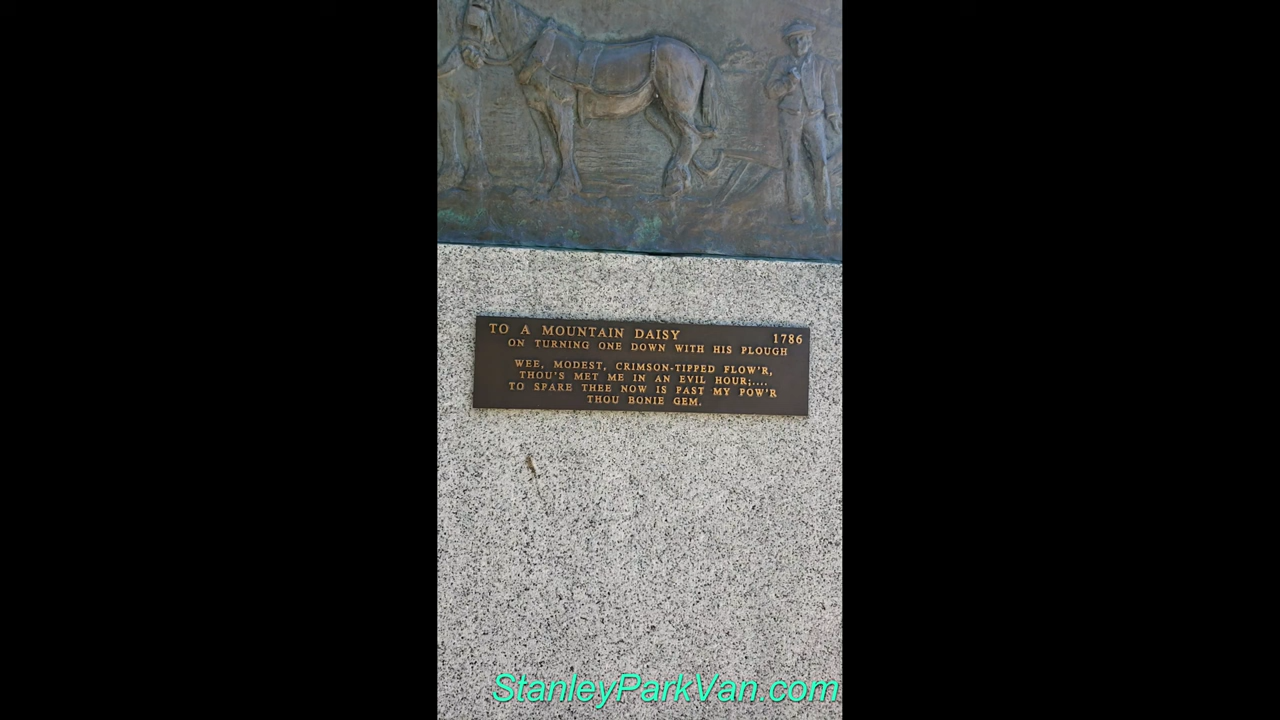 TO A MOUNTAIN DAISY 1786
ON TURNING ONE DOWN WITH HIS PLOUGH
WEE, MODEST, CRIMSON-TIPPED FLOW'R,
THOU'S MET ME IN AN EVIL HOUR;....
TO SPARE THEE NOW IS PAST MY POW'R
THOU BONIE GEM.
StanleyParkVan.com